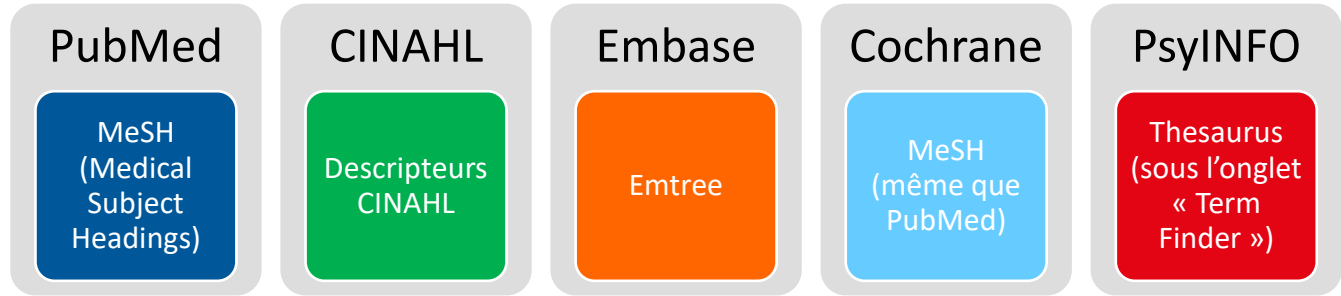 PubMed
MeSH
(Medical
Subject
Headings)
CINAHL
Descripteurs
CINAHL
Embase
Emtree
Cochrane
MeSH
(même que
PubMed)
PsyINFO
Thesaurus
(sous l’onglet
« Term
Finder »)